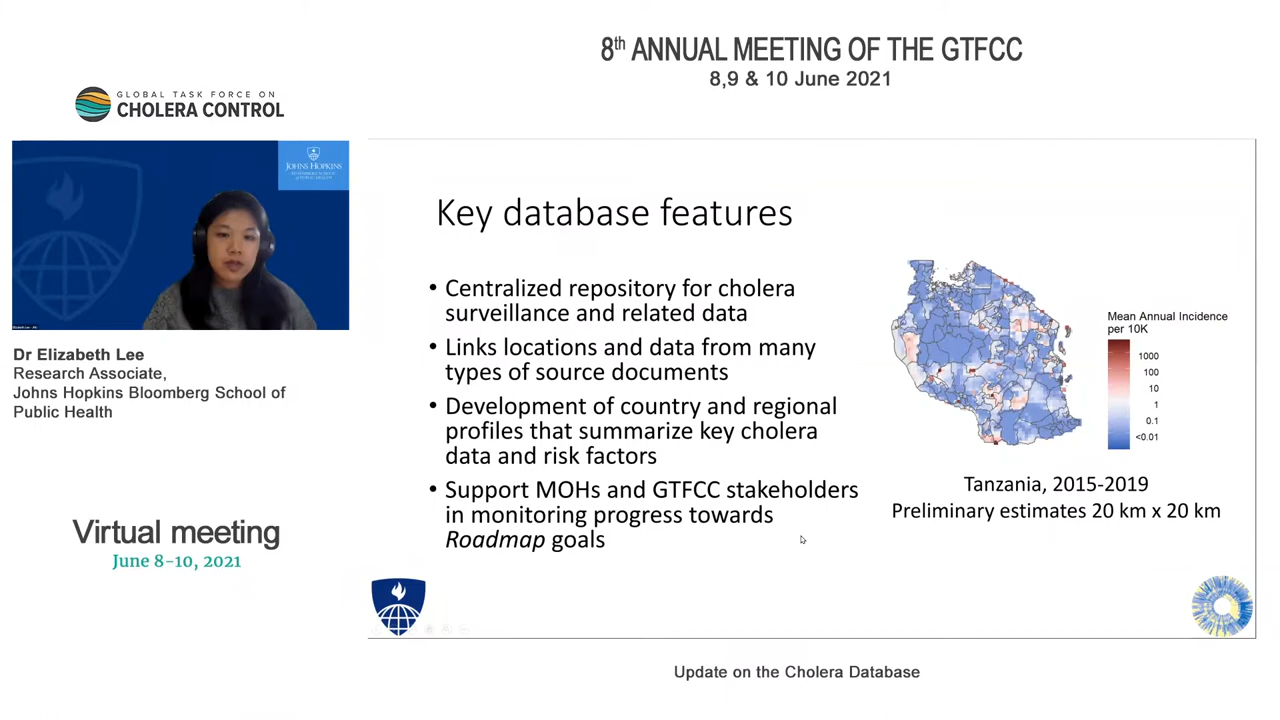 8th ANNUAL MEETING OF THE GTFCC
8,9 & 10 June 2021
GLOBAL TASK FORCE ON
CHOLERA CONTROL
JOHNS HOPKINS
Dr Elizabeth Lee
Research Associate,
Johns Hopkins Bloomberg School of
Public Health
Virtual meeting
June 8-10, 2021
Key database features
• Centralized repository for cholera
surveillance and related data
• Links locations and data from many
types of source documents
• Development of country and regional
profiles that summarize key cholera
data and risk factors
• Support MOHs and GTFCC stakeholders
in monitoring progress towards
Roadmap goals
Mean Annual Incidence
per 10K
1000
100
10
1
0.1
<0.01
Tanzania, 2015-2019
Preliminary estimates 20 km x 20 km
Update on the Cholera Database